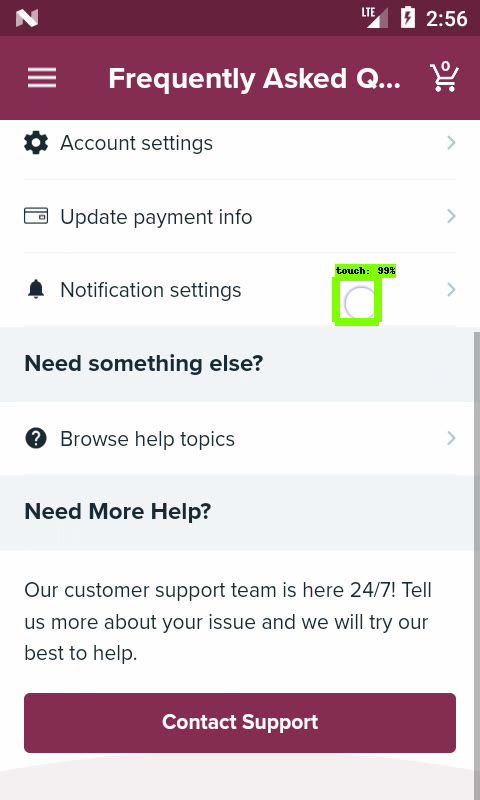 LTE 2:56
Frequently Asked Q... 0
Account settings
Update payment info
touch: 99%
Notification settings
Need something else?
Browse help topics
Need More Help?
Our customer support team is here 24/7! Tell
us more about your issue and we will try our
best to help.
Contact Support